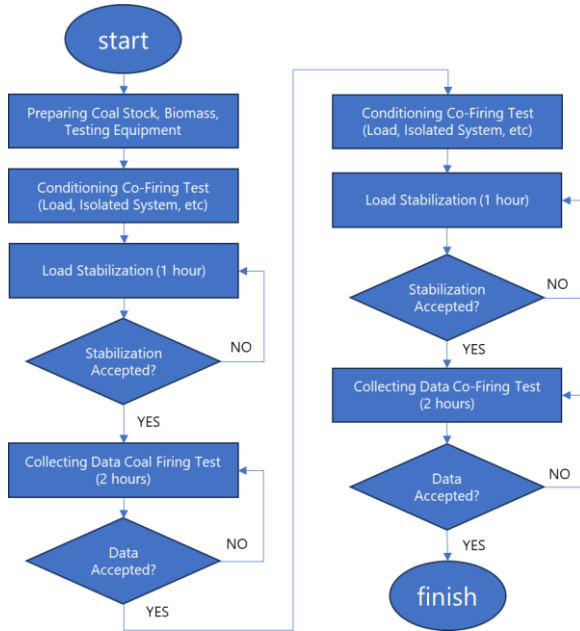 start
Preparing Coal Stock, Biomass,
Testing Equipment
Conditioning Co-Firing Test
(Load, Isolated System, etc)
Load Stabilization (1 hour)
Stabilization
Accepted?
NO
YES
Collecting Data Coal Firing Test
(2 hours)
Data
Accepted?
NO
YES
Conditioning Co-Firing Test
(Load, Isolated System, etc)
Load Stabilization (1 hour)
Stabilization
Accepted?
NO
YES
Collecting Data Co-Firing Test
(2 hours)
Data
Accepted?
NO
YES
finish